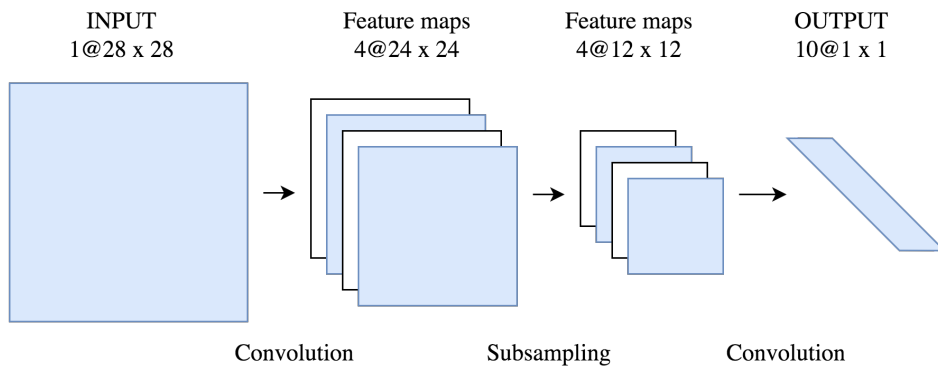 INPUT
1@28 x 28
Feature maps
4@24 x 24
Feature maps
4@12 x 12
OUTPUT
10@1 x 1
Convolution
Subsampling
Convolution